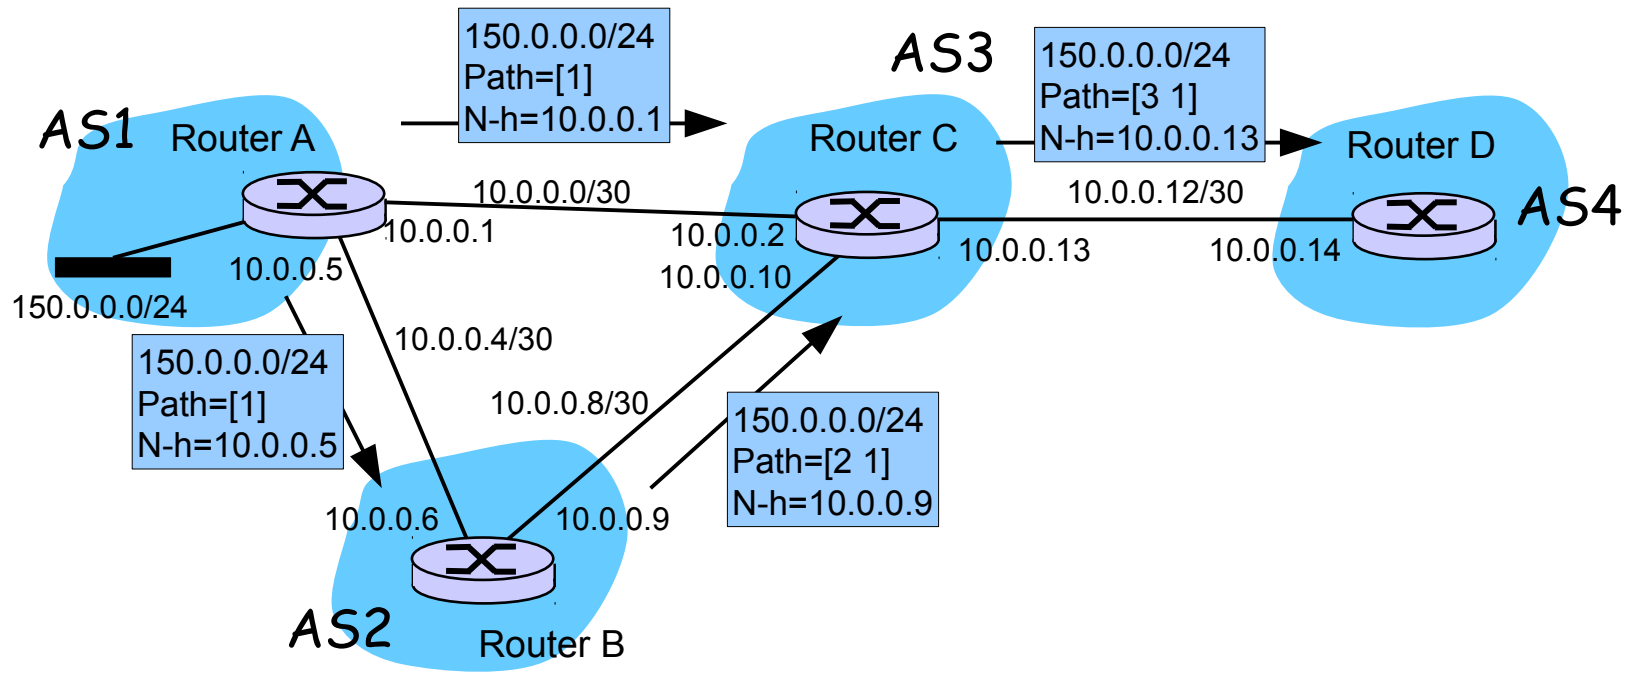 150.0.0.0/24
Path=[1]
N-h=10.0.0.1
AS3
150.0.0.0/24
Path=[3 1]
N-h=10.0.0.13
AS1
Router A
Router C
Router D
10.0.0.0/30
10.0.0.12/30
AS4
10.0.0.1
10.0.0.2
10.0.0.13
10.0.0.14
10.0.0.5
10.0.0.10
150.0.0.0/24
10.0.0.4/30
150.0.0.0/24
Path=[1]
N-h=10.0.0.5
10.0.0.8/30
150.0.0.0/24
Path=[2 1]
N-h=10.0.0.9
10.0.0.6
10.0.0.9
AS2
Router B